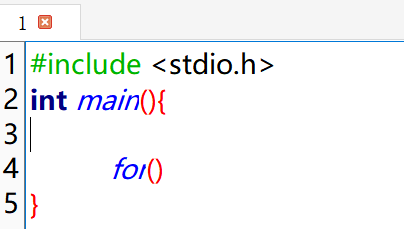 1
1 #include <stdio.h>
2 int main(){
3
4 for()
5 }